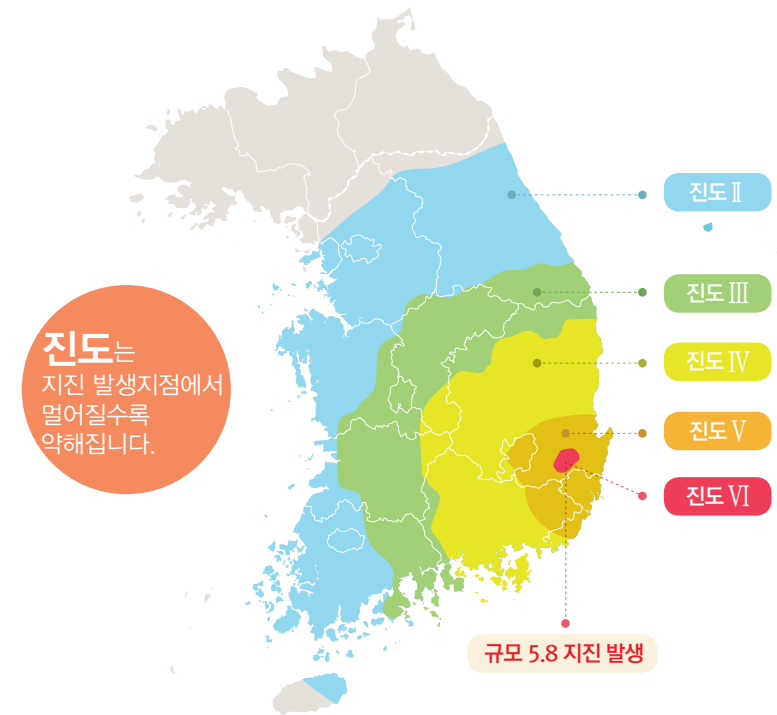 진도 Ⅱ
진도 Ⅲ
진도는
지진 발생지점에서
멀어질수록
약해집니다.
진도 Ⅳ
진도 Ⅴ
진도 Ⅵ
규모 5.8 지진 발생